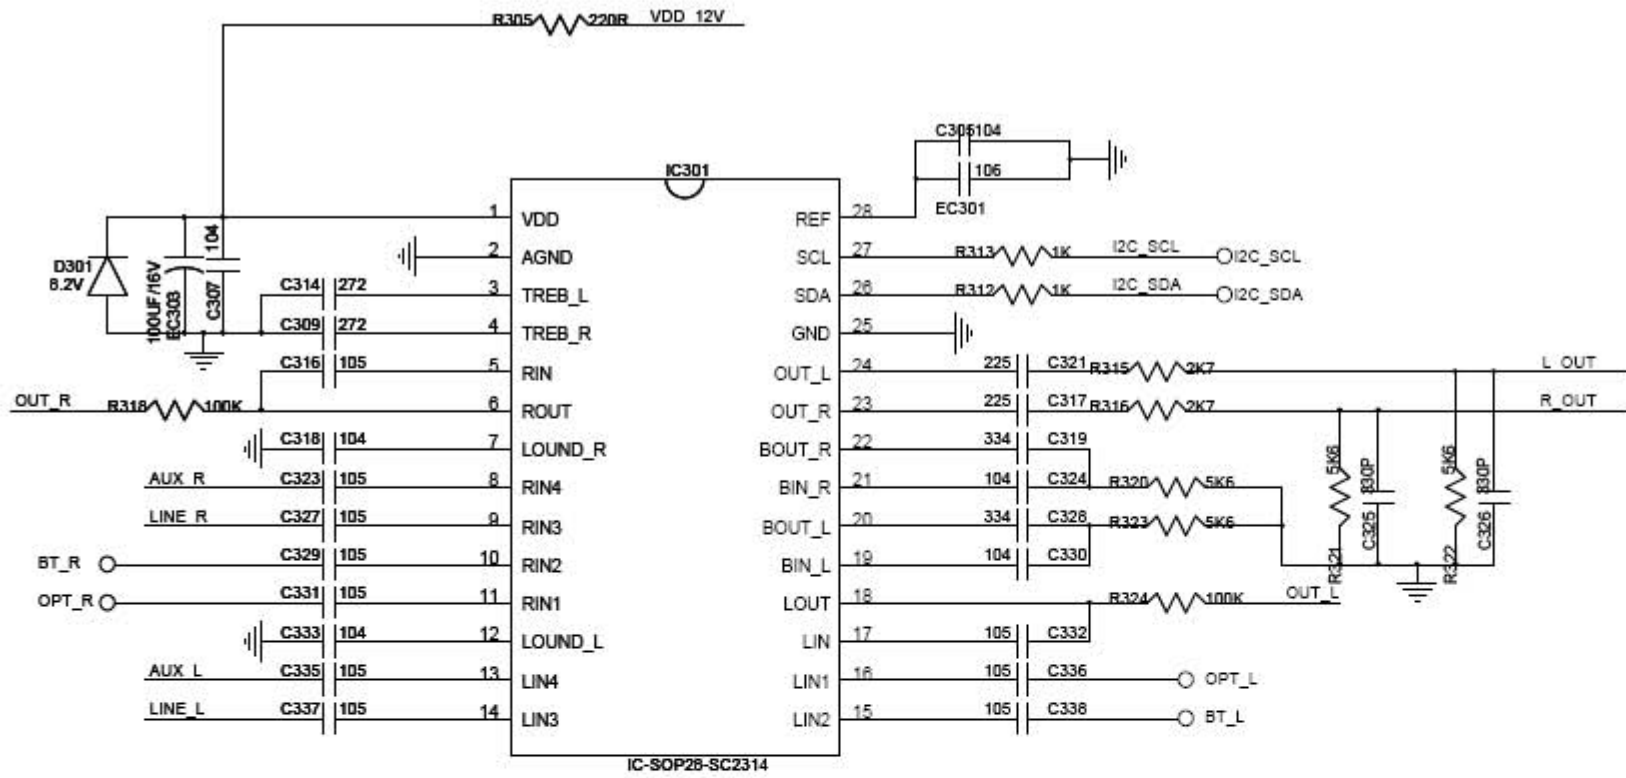 R305 220R VDD 12V
C305 104
106
EC301
IC301
D301
8.2V
100UF/16V
EC303
104
C307
1 VDD
2 AGND
C314 272 3 TREB_L
C309 272 4 TREB_R
C316 105 5 RIN
OUT_R R318 100K 6 ROUT
C318 104 7 LOUND_R
AUX R C323 105 8 RIN4
LINE R C327 105 9 RIN3
BT_R C329 105 10 RIN2
OPT_R C331 105 11 RIN1
C333 104 12 LOUND_L
AUX L C335 105 13 LIN4
LINE_L C337 105 14 LIN3
REF 28
SCL 27 R313 1K I2C_SCL I2C_SCL
SDA 26 R312 1K I2C_SDA I2C_SDA
GND 25
OUT_L 24 225 C321 R315 2K7 L OUT
OUT_R 23 225 C317 R316 2K7 R_OUT
BOUT_R 22 334 C319
BIN_R 21 104 C324 R320 5K6
BOUT_L 20 334 C328 R323 5K6
BIN_L 19 104 C330
LOUT 18 R324 100K OUT_L
LIN 17 105 C332
LIN1 16 105 C336 OPT_L
LIN2 15 105 C338 BT_L
5K6
R321
C325
5K6
R322
C326
IC-SOP28-SC2314